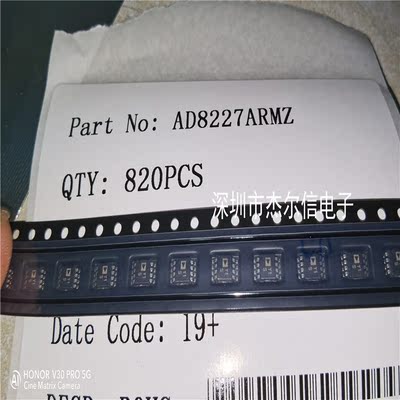 Part No: AD8227ARMZ
QTY: 820PCS
深圳市杰尔信电子
Date Code: 19+
HONOR V30 PRO 5G
Cine Matrix Camera